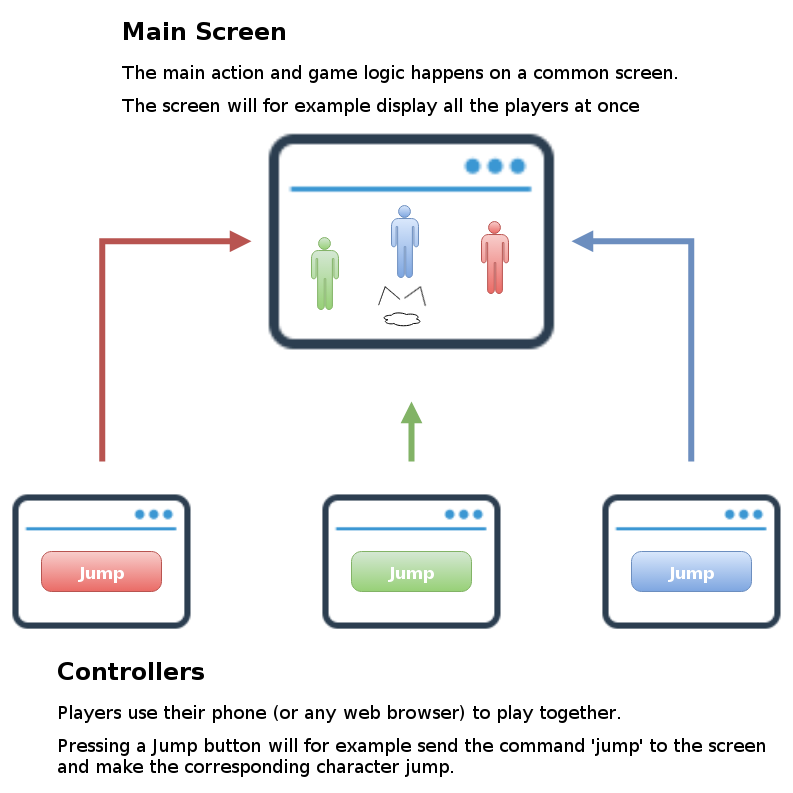 Main Screen
The main action and game logic happens on a common screen.
The screen will for example display all the players at once
Jump
Jump
Jump
Controllers
Players use their phone (or any web browser) to play together.
Pressing a Jump button will for example send the command 'jump' to the screen
and make the corresponding character jump.